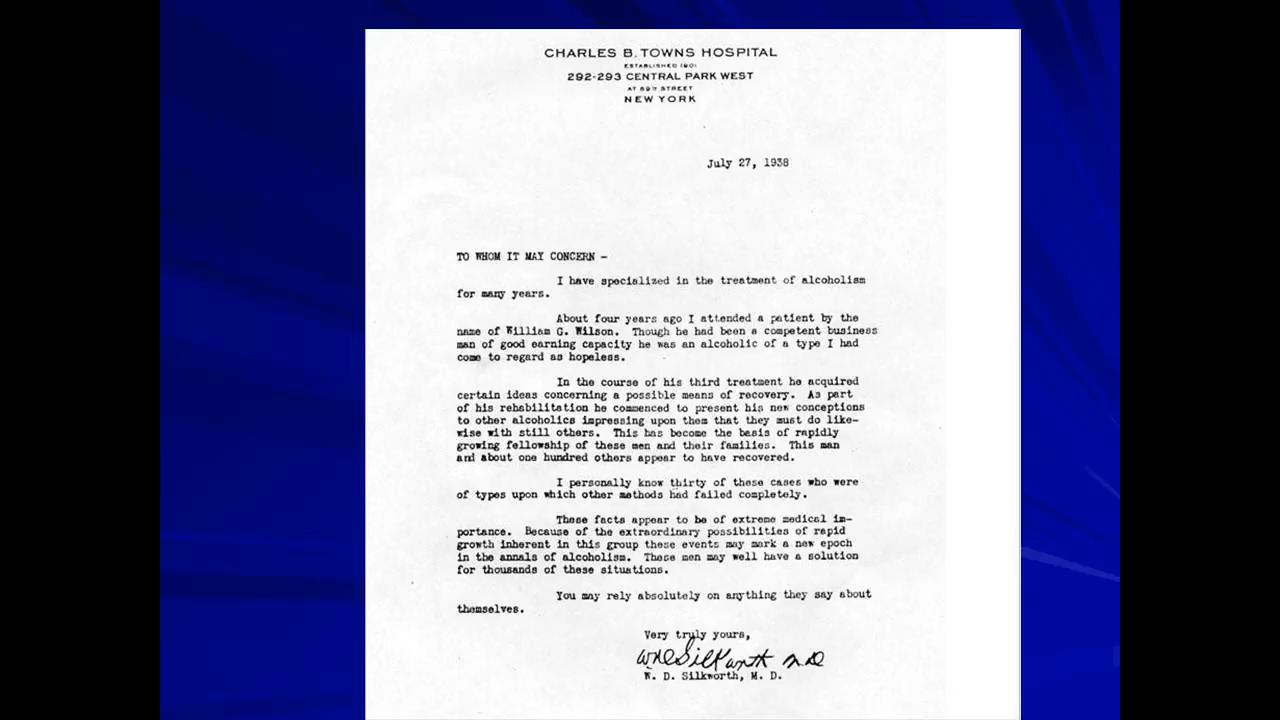 CHARLES B. TOWNS HOSPITAL
ESTABLISHED 1901
292-293 CENTRAL PARK WEST
AT 89TH STREET
NEW YORK
July 27, 1938
TO WHOM IT MAY CONCERN -
I have specialized in the treatment of alcoholism
for many years.
About four years ago I attended a patient by the
name of William G. Wilson. Though he had been a competent business
man of good earning capacity he was an alcoholic of a type I had
come to regard as hopeless.
In the course of his third treatment he acquired
certain ideas concerning a possible means of recovery. As part
of his rehabilitation he commenced to present his new conceptions
to other alcoholics impressing upon them that they must do like-
wise with still others. This has become the basis of rapidly
growing fellowship of these men and their families. This man
and about one hundred others appear to have recovered.
I personally know thirty of these cases who were
of types upon which other methods had failed completely.
These facts appear to be of extreme medical im-
portance. Because of the extraordinary possibilities of rapid
growth inherent in this group these events may mark a new epoch
in the annals of alcoholism. These men may well have a solution
for thousands of these situations.
You may rely absolutely on anything they say about
themselves.
Very truly yours,
WD Silkworth M.D
W. D. Silkworth, M. D.